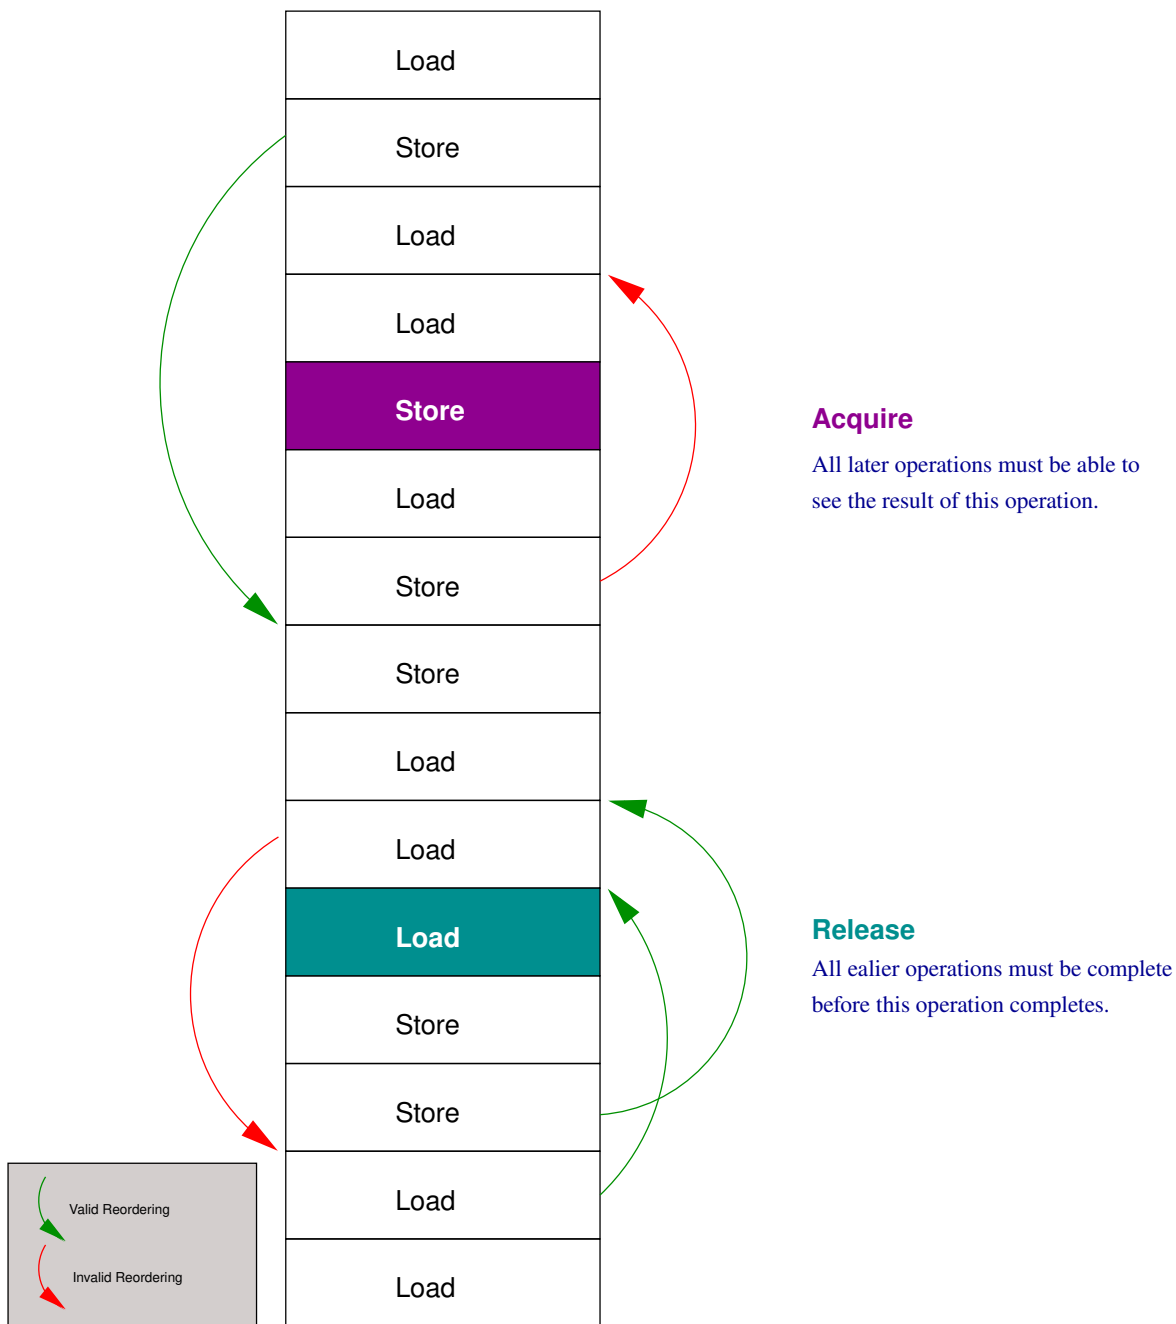 Load
Store
Load
Load
Store
Load
Store
Store
Load
Load
Load
Store
Store
Load
Load
Acquire
All later operations must be able to
see the result of this operation.
Release
All ealier operations must be complete
before this operation completes.
Valid Reordering
Invalid Reordering